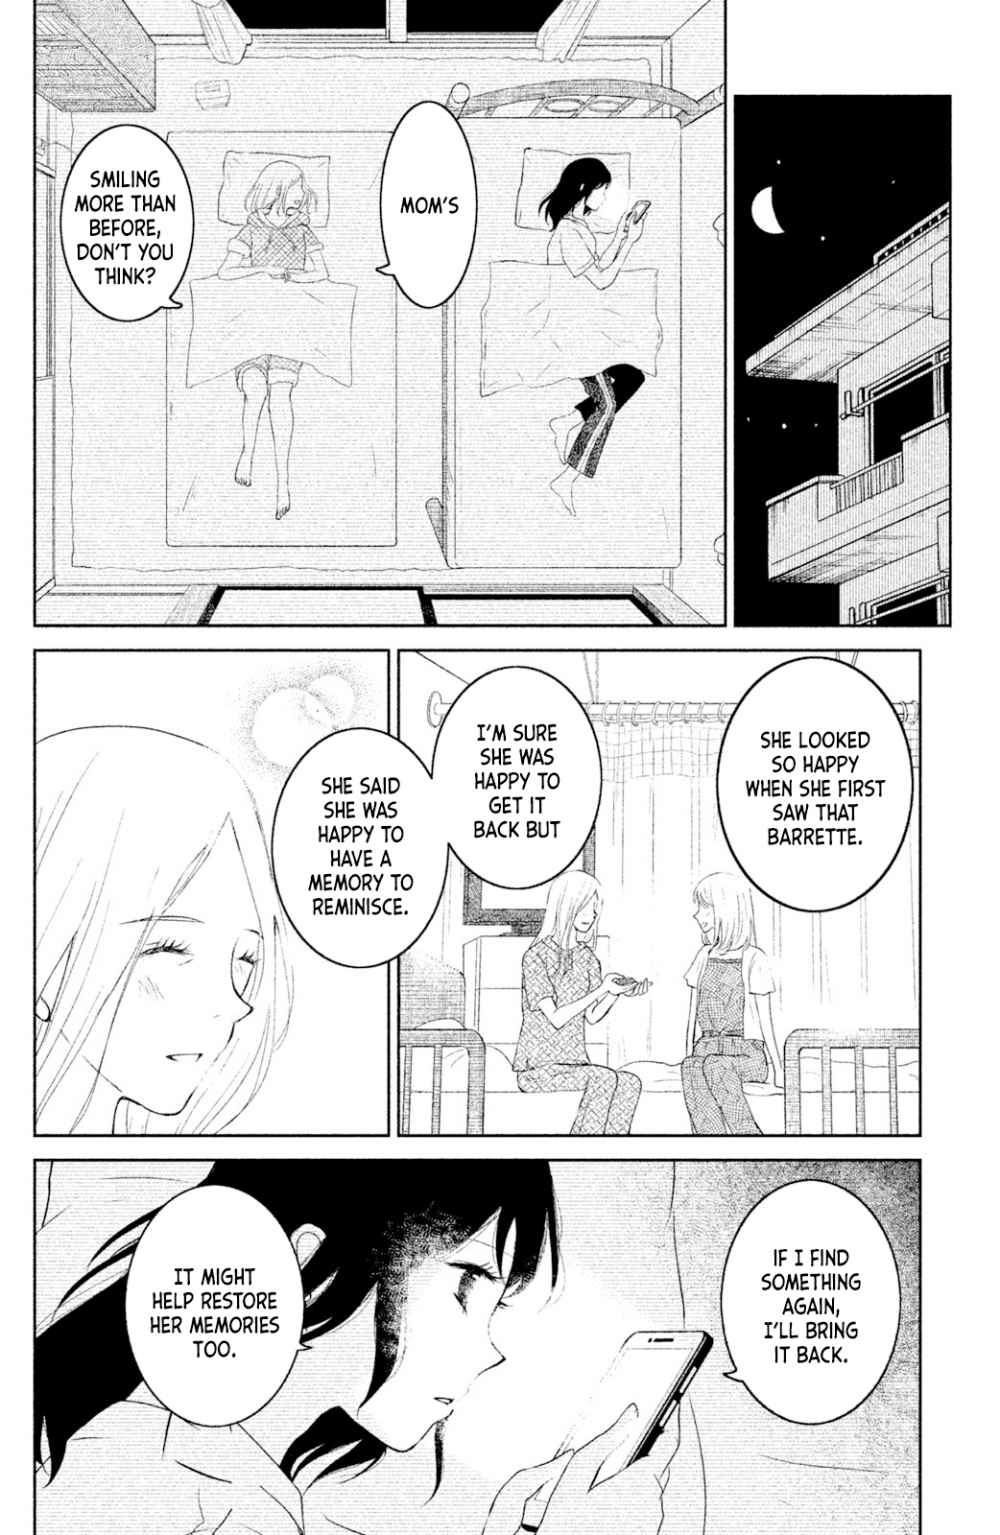 MOM'S
SMILING
MORE THAN
BEFORE,
DON'T YOU
THINK?
SHE LOOKED
SO HAPPY
WHEN SHE FIRST
SAW THAT
BARRETTE.
I'M SURE
SHE WAS
HAPPY TO
GET IT
BACK BUT
SHE SAID
SHE WAS
HAPPY TO
HAVE A
MEMORY TO
REMINISCE.
IF I FIND
SOMETHING
AGAIN,
I'LL BRING
IT BACK.
IT MIGHT
HELP RESTORE
HER MEMORIES
TOO.